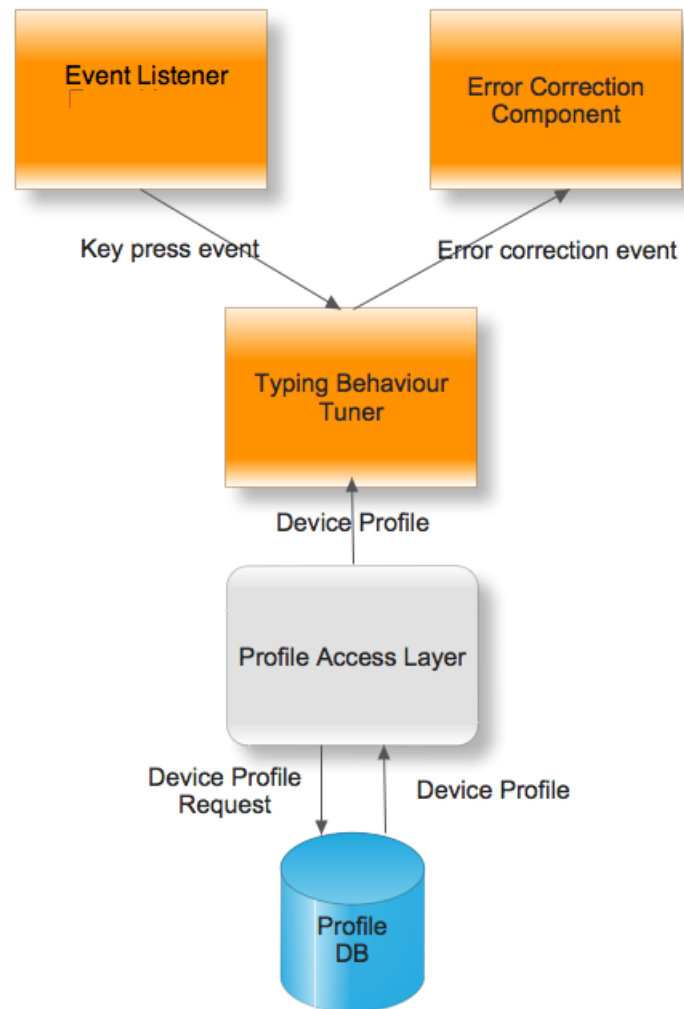 Event Listener
Error Correction
Component
Key press event
Error correction event
Typing Behaviour
Tuner
Device Profile
Profile Access Layer
Device Profile
Request
Device Profile
Profile
DB